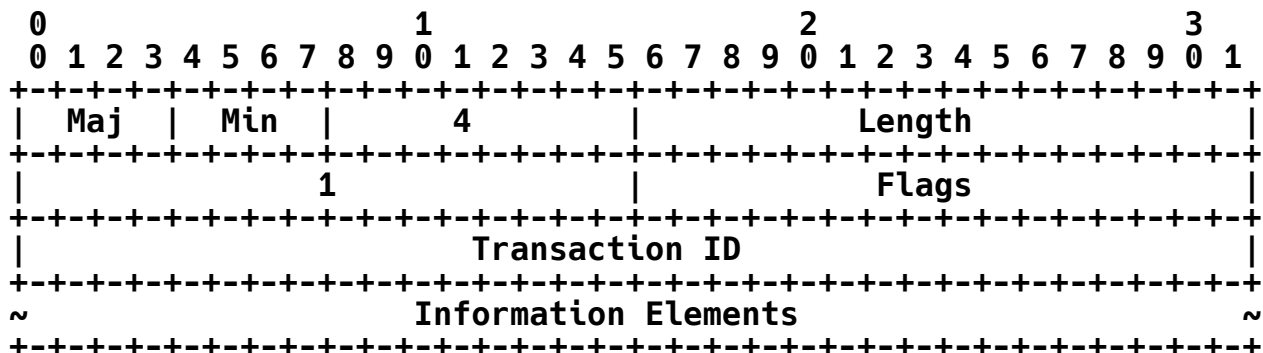 0                   1                   2                   3
 0 1 2 3 4 5 6 7 8 9 0 1 2 3 4 5 6 7 8 9 0 1 2 3 4 5 6 7 8 9 0 1
+-+-+-+-+-+-+-+-+-+-+-+-+-+-+-+-+-+-+-+-+-+-+-+-+-+-+-+-+-+-+-+-+
|  Maj  |  Min  |      4        |           Length              |
+-+-+-+-+-+-+-+-+-+-+-+-+-+-+-+-+-+-+-+-+-+-+-+-+-+-+-+-+-+-+-+-+
|               1               |            Flags              |
+-+-+-+-+-+-+-+-+-+-+-+-+-+-+-+-+-+-+-+-+-+-+-+-+-+-+-+-+-+-+-+-+
|                       Transaction ID                          |
+-+-+-+-+-+-+-+-+-+-+-+-+-+-+-+-+-+-+-+-+-+-+-+-+-+-+-+-+-+-+-+-+
~                    Information Elements                       ~
+-+-+-+-+-+-+-+-+-+-+-+-+-+-+-+-+-+-+-+-+-+-+-+-+-+-+-+-+-+-+-+-+